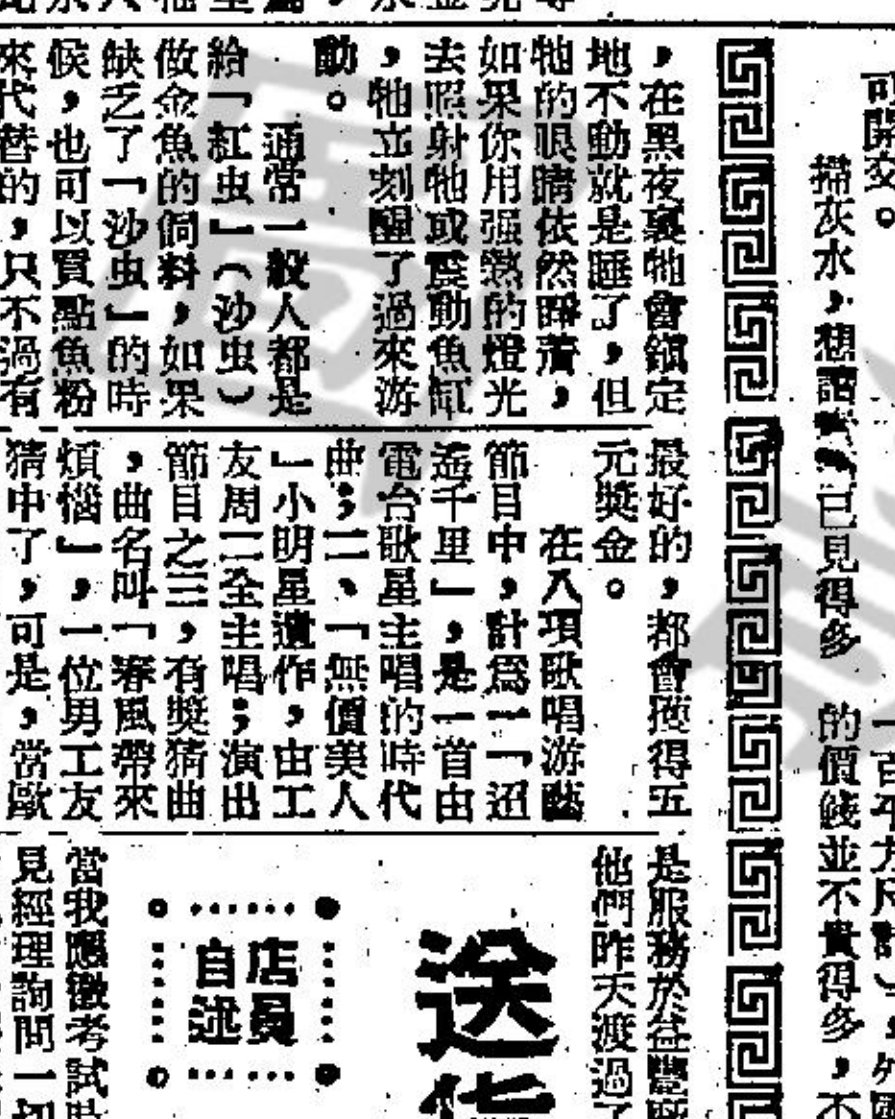 可開交。
掃灰水，想諸
已見得多
的價錢並不貴得多，不
，在黑夜裏牠會鎮定
地不動就是睡了，但
牠的眼睛依然睜着，
如果你用强熱的燈光
去照射牠或震動魚缸
，牠立刻醒了過來游
動。
通常一般人都是
給「紅虫」（沙虫）
做金魚的飼料，如果
缺乏了「沙虫」的時
候，也可以買點魚粉
來代替的，只不過有
最好的，都會獲得五
元獎金。
在八項歌唱游藝
節目中，計爲一「迢
遙千里」，是一首由
電台歌星主唱的時代
曲；二、「無價美人
」小明星遺作，由工
友周二全主唱；演出
節目之三，有獎猜曲
，曲名叫「春風帶來
煩惱」，一位男工友
猜中了，可是，當歐
是服務於益豐
他們昨天渡過了
送貨
店員
自述
當我應徵考試時
見經理詢問一切